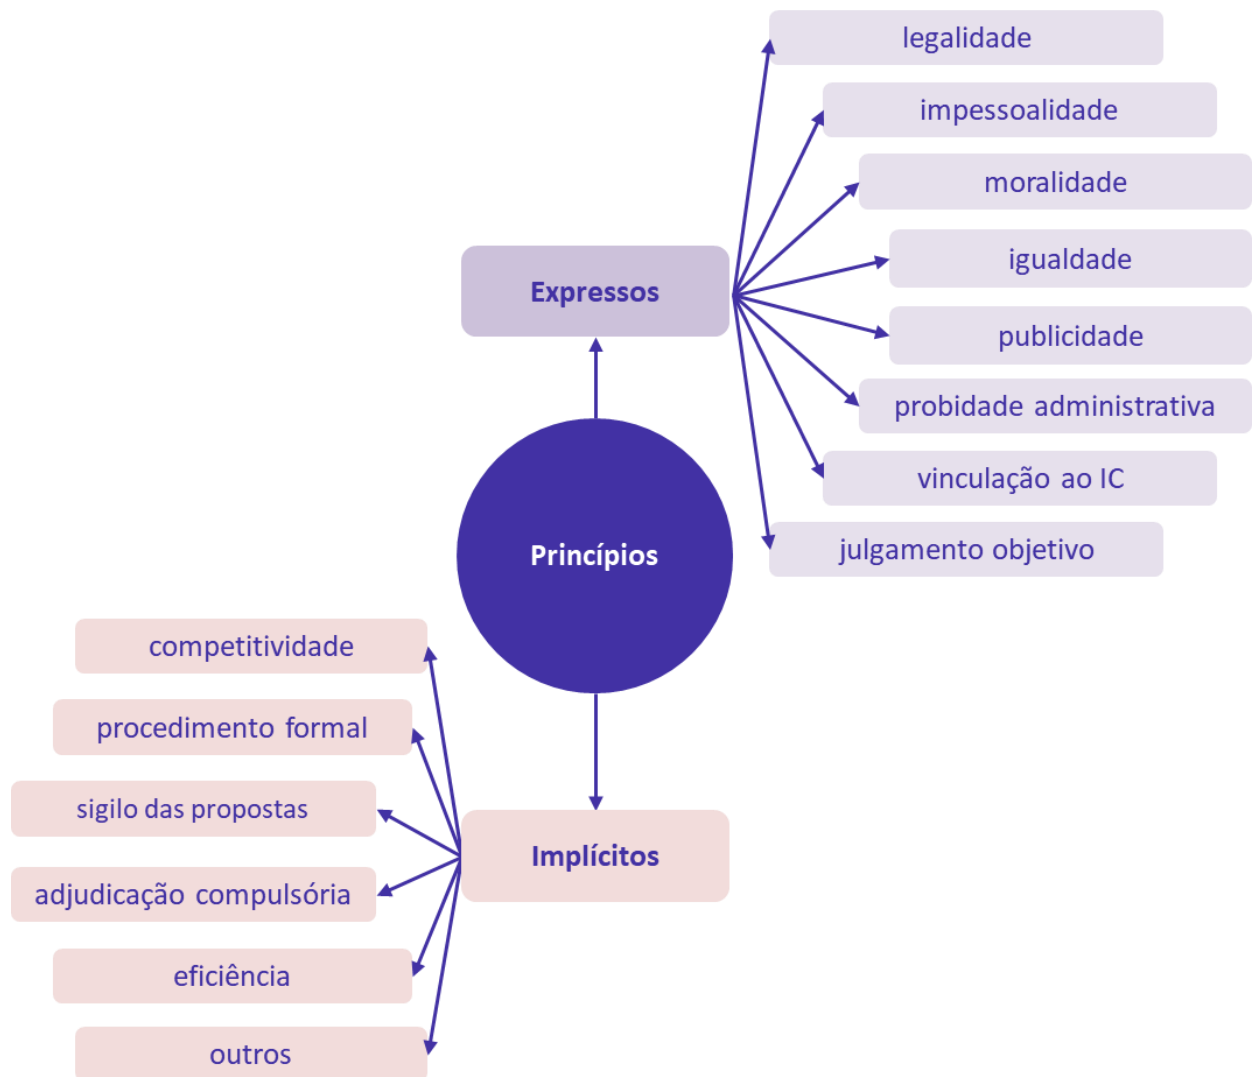 legalidade
impessoalidade
moralidade
igualdade
Expressos
publicidade
probidade administrativa
vinculação ao IC
julgamento objetivo
Princípios
competitividade
procedimento formal
sigilo das propostas
Implícitos
adjudicação compulsória
eficiência
outros